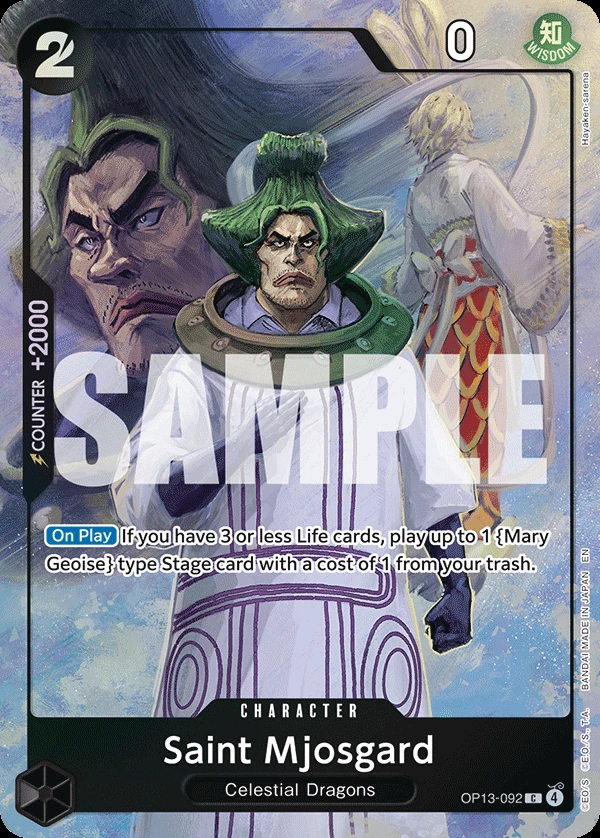 2
0
知
WISDOM
Hayaken-sarena
COUNTER +2000
SAMPLE
On Play If you have 3 or less Life cards, play up to 1 {Mary
Geoise} type Stage card with a cost of 1 from your trash.
©E.O/S ©E.O./S., T.A. BANDAI MADE IN JAPAN EN
CHARACTER
Saint Mjosgard
Celestial Dragons
OP13-092 C 4